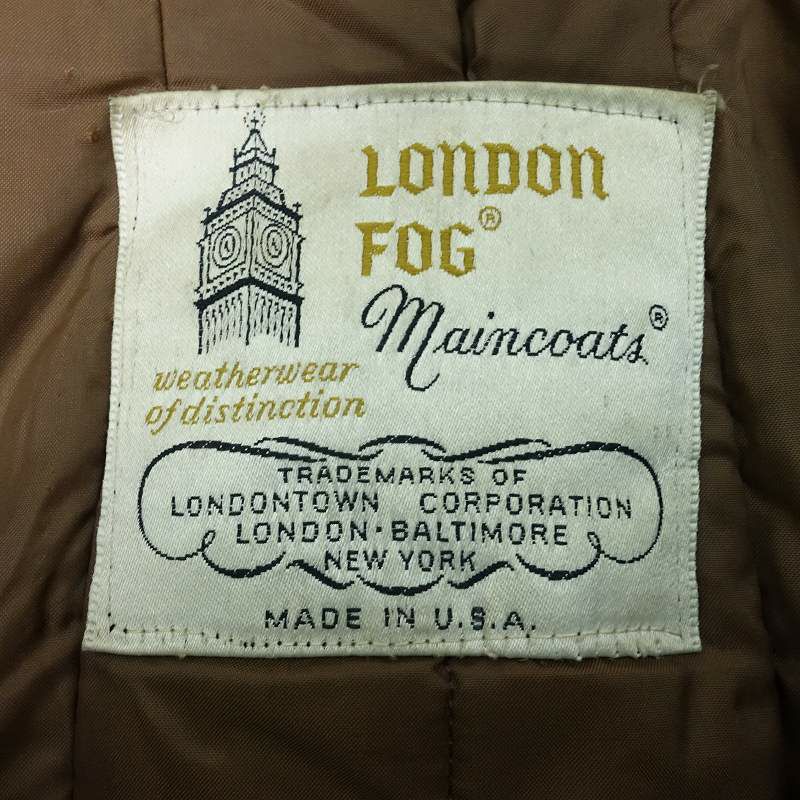 LONDON
FOG®
Maincoats®
weatherwear
of distinction
TRADEMARKS OF
LONDONTOWN CORPORATION
LONDON · BALTIMORE
NEW YORK
MADE IN U.S.A.